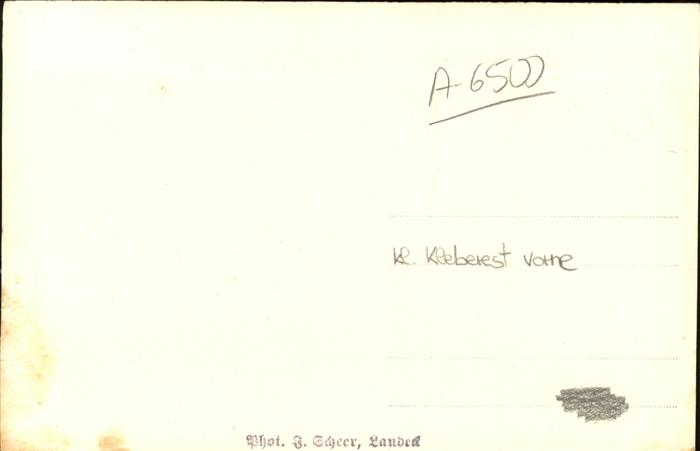 A-6500
kl. Kleberest vorne
Phot. J. Scheer, Landeck